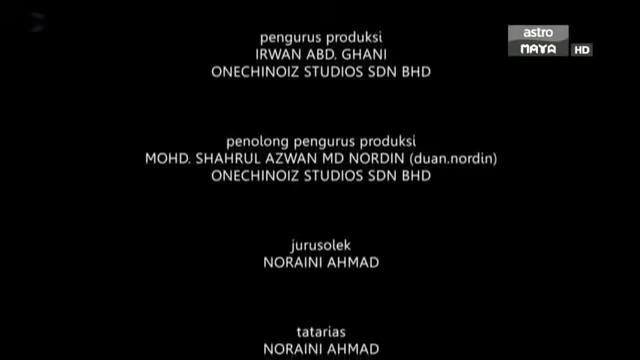 astro
MAYA HD
pengurus produksi
IRWAN ABD. GHANI
ONECHINOIZ STUDIOS SDN BHD
penolong pengurus produksi
MOHD. SHAHRUL AZWAN MD NORDIN (duan.nordin)
ONECHINOIZ STUDIOS SDN BHD
jurusolek
NORAINI AHMAD
tatarias
NORAINI AHMAD